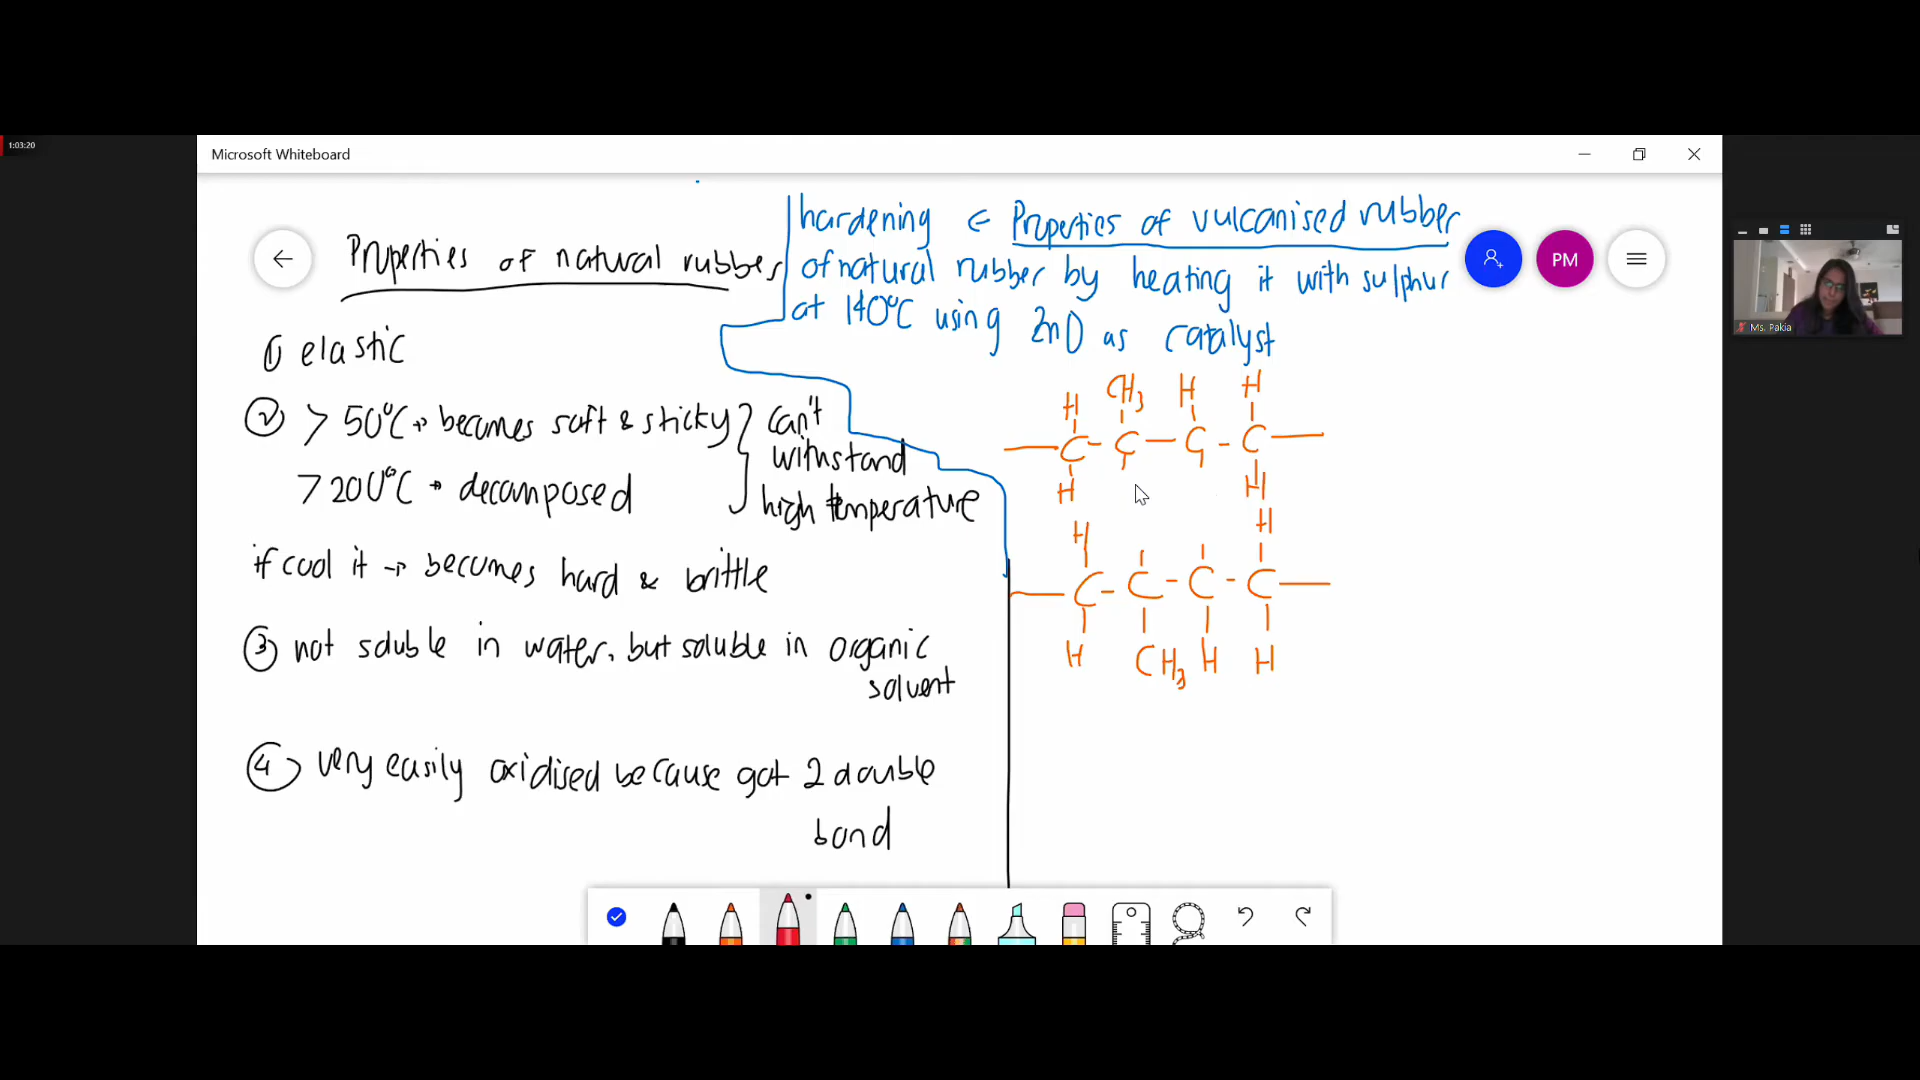 1:03:20
Microsoft Whiteboard
Properties of natural rubber
① elastic
② > 50°C → becomes soft & sticky
> 200°C → decomposed
can't
withstand
high temperature
if cool it → becomes hard & brittle
③ not soluble in water, but soluble in organic
solvent
④ very easily oxidised because got 2 double
bond
hardening ← Properties of vulcanised rubber
of natural rubber by heating it with sulphur
at 140°C using ZnO as catalyst
H CH3 H H
— C - C — C - C —
H H
H H
— C - C - C - C —
H CH3 H H
PM
Ms. Pakia